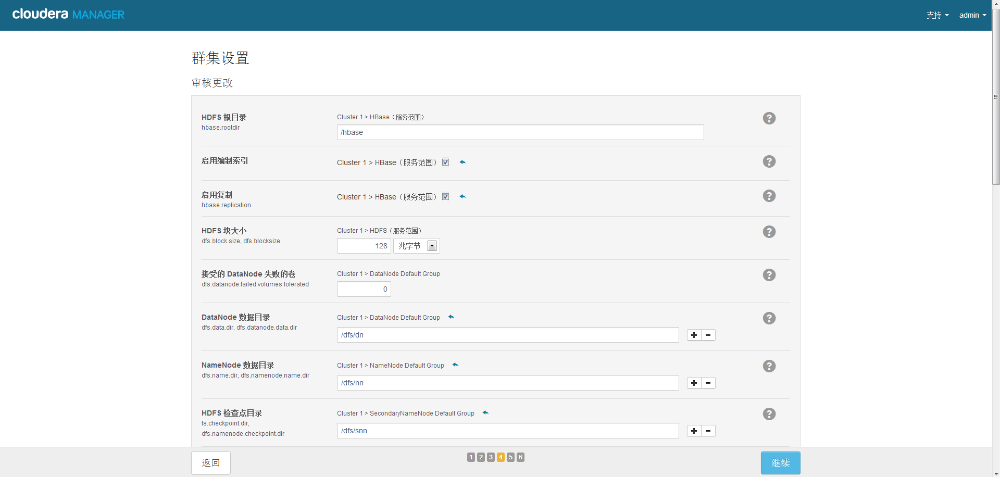 cloudera MANAGER
支持 admin
群集设置
审核更改
HDFS 根目录
hbase.rootdir
Cluster 1 > HBase（服务范围）
/hbase
?
启用编制索引
Cluster 1 > HBase（服务范围）
?
启用复制
hbase.replication
Cluster 1 > HBase（服务范围）
?
HDFS 块大小
dfs.block.size, dfs.blocksize
Cluster 1 > HDFS（服务范围）
128 兆字节
?
接受的 DataNode 失败的卷
dfs.datanode.failed.volumes.tolerated
Cluster 1 > DataNode Default Group
0
?
DataNode 数据目录
dfs.data.dir, dfs.datanode.data.dir
Cluster 1 > DataNode Default Group
/dfs/dn
?
NameNode 数据目录
dfs.name.dir, dfs.namenode.name.dir
Cluster 1 > NameNode Default Group
/dfs/nn
?
HDFS 检查点目录
fs.checkpoint.dir,
dfs.namenode.checkpoint.dir
Cluster 1 > SecondaryNameNode Default Group
/dfs/snn
?
返回
1 2 3 4 5 6
继续